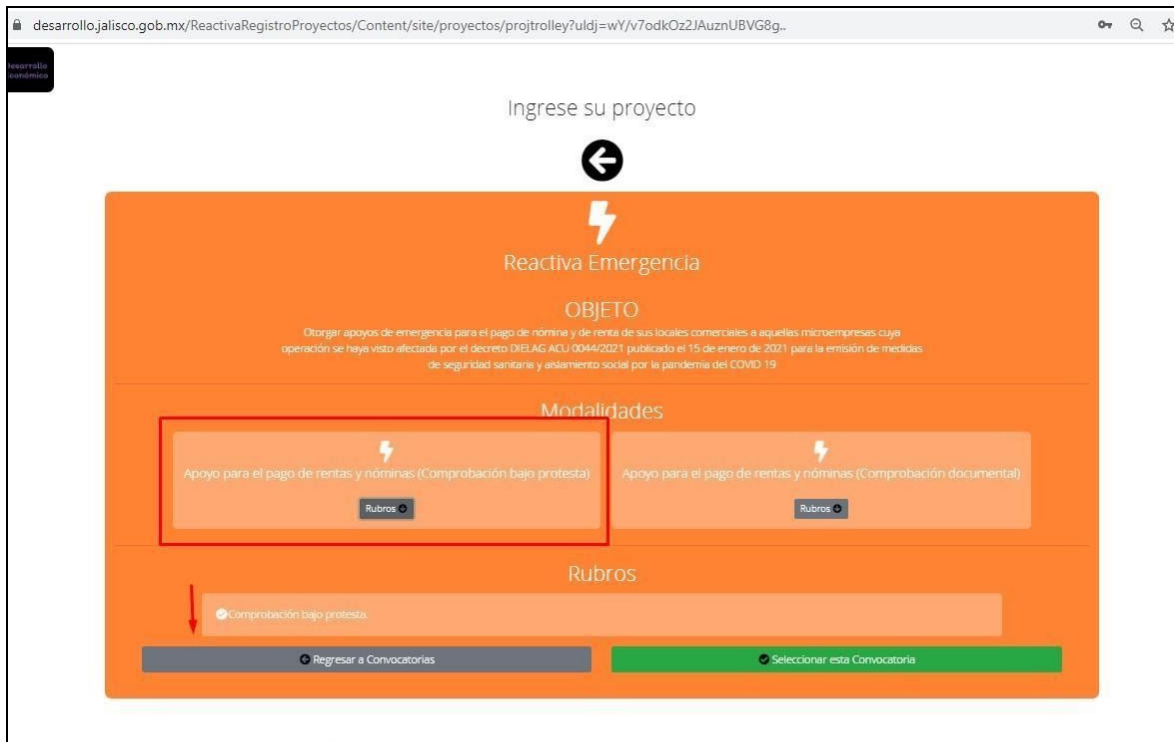 desarrollo.jalisco.gob.mx/ReactivaRegistroProyectos/Content/site/proyectos/projtrolley?uldj=wY/v7odkOz2JAuznUBVG8g..
Desarrollo
Económico
Ingrese su proyecto
Reactiva Emergencia
OBJETO
Otorgar apoyos de emergencia para el pago de nómina y de renta de sus locales comerciales a aquellas microempresas cuya
operación se haya visto afectada por el decreto DIELAG ACU 0044/2021 publicado el 15 de enero de 2021 para la emisión de medidas
de seguridad sanitaria y aislamiento social por la pandemia del COVID 19
Modalidades
Apoyo para el pago de rentas y nóminas (Comprobación bajo protesta)
Rubros
Apoyo para el pago de rentas y nóminas (Comprobación documental)
Rubros
Rubros
Comprobación bajo protesta.
Regresar a Convocatorias
Seleccionar esta Convocatoria